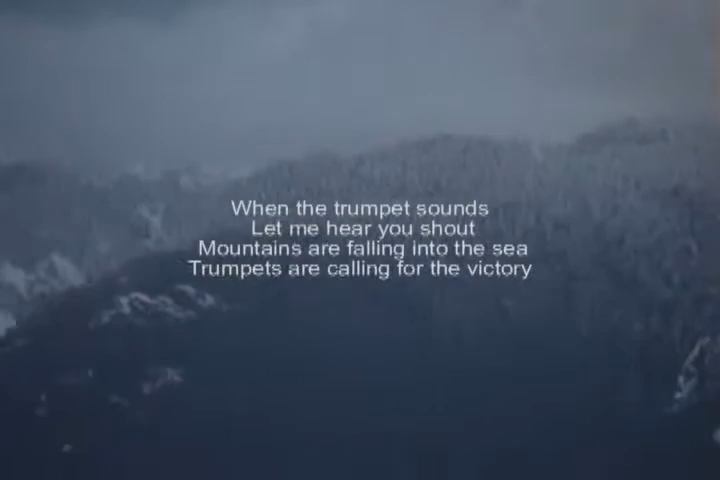 When the trumpet sounds
Let me hear you shout
Mountains are falling into the sea
Trumpets are calling for the victory